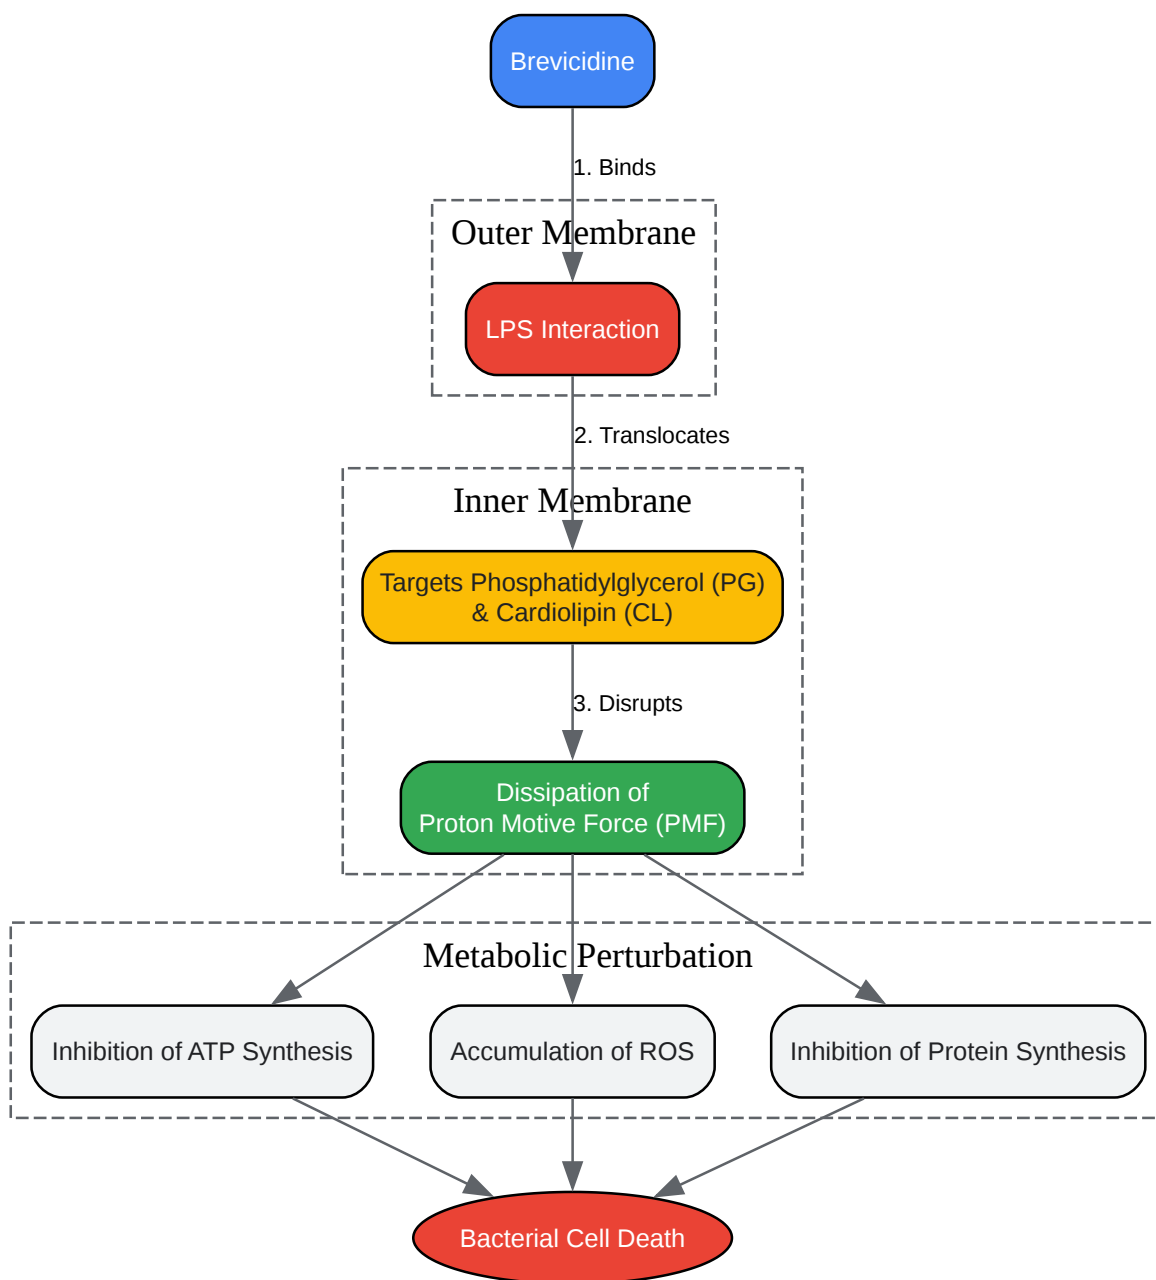 Brevicidine
1. Binds
Outer Membrane
LPS Interaction
2. Translocates
Inner Membrane
Targets Phosphatidylglycerol (PG)
& Cardiolipin (CL)
3. Disrupts
Dissipation of
Proton Motive Force (PMF)
Metabolic Perturbation
Inhibition of ATP Synthesis
Accumulation of ROS
Inhibition of Protein Synthesis
Bacterial Cell Death